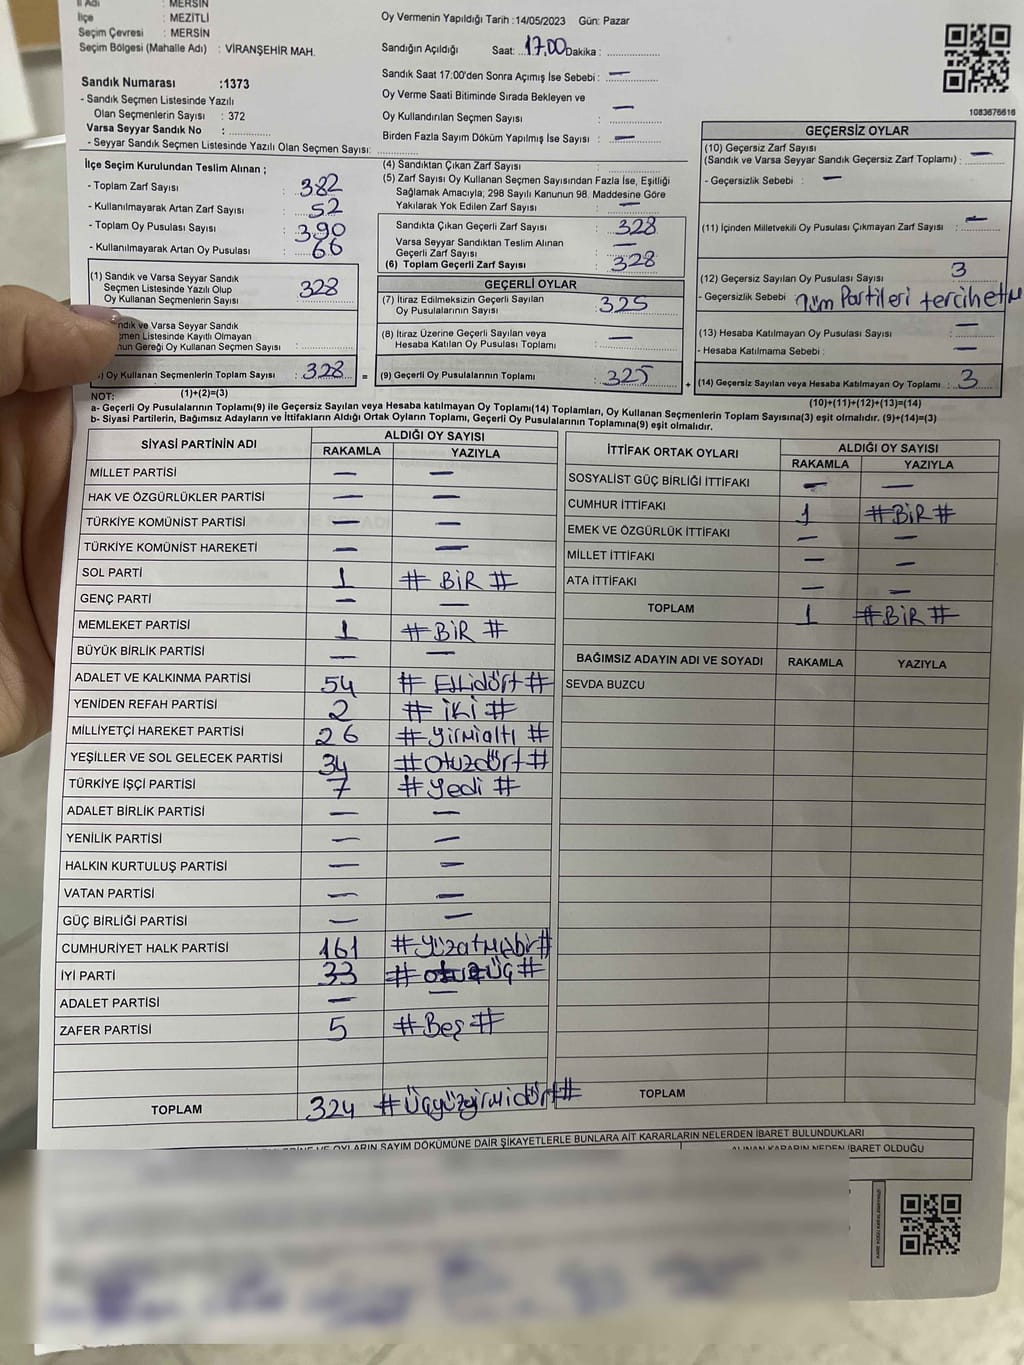 İl Adı : MERSİN
İlçe : MEZİTLİ
Seçim Çevresi : MERSİN
Seçim Bölgesi (Mahalle Adı) : VİRANŞEHİR MAH.
Sandık Numarası :1373
- Sandık Seçmen Listesinde Yazılı
Olan Seçmenlerin Sayısı : 372
Varsa Seyyar Sandık No :
- Seyyar Sandık Seçmen Listesinde Yazılı Olan Seçmen Sayısı:
Oy Vermenin Yapıldığı Tarih :14/05/2023 Gün: Pazar
Sandığın Açıldığı Saat: 17.00 Dakika :
Sandık Saat 17:00'den Sonra Açımış İse Sebebi : —
Oy Verme Saati Bitiminde Sırada Bekleyen ve
Oy Kullandırılan Seçmen Sayısı : —
Birden Fazla Sayım Döküm Yapılmış İse Sayısı : —
1083676616
İlçe Seçim Kurulundan Teslim Alınan ;
- Toplam Zarf Sayısı : 382
- Kullanılmayarak Artan Zarf Sayısı : 52
- Toplam Oy Pusulası Sayısı : 390
- Kullanılmayarak Artan Oy Pusulası : 66
(1) Sandık ve Varsa Seyyar Sandık
Seçmen Listesinde Yazılı Olup
Oy Kullanan Seçmenlerin Sayısı : 328
ndık ve Varsa Seyyar Sandık
men Listesinde Kayıtlı Olmayan
nun Gereği Oy Kullanan Seçmen Sayısı :
) Oy Kullanan Seçmenlerin Toplam Sayısı : 328
(1)+(2)=(3)
(4) Sandıktan Çıkan Zarf Sayısı :
(5) Zarf Sayısı Oy Kullanan Seçmen Sayısından Fazla İse, Eşitliği
Sağlamak Amacıyla; 298 Sayılı Kanunun 98. Maddesine Göre
Yakılarak Yok Edilen Zarf Sayısı : —
Sandıkta Çıkan Geçerli Zarf Sayısı : 328
Varsa Seyyar Sandıktan Teslim Alınan
Geçerli Zarf Sayısı : —
(6) Toplam Geçerli Zarf Sayısı : 328
GEÇERLİ OYLAR
(7) İtiraz Edilmeksizin Geçerli Sayılan
Oy Pusulalarının Sayısı : 325
(8) İtiraz Üzerine Geçerli Sayılan veya
Hesaba Katılan Oy Pusulası Toplamı : —
= (9) Geçerli Oy Pusulalarının Toplamı : 325
GEÇERSİZ OYLAR
(10) Geçersiz Zarf Sayısı
(Sandık ve Varsa Seyyar Sandık Geçersiz Zarf Toplamı) : —
- Geçersizlik Sebebi : —
(11) İçinden Milletvekili Oy Pusulası Çıkmayan Zarf Sayısı : —
(12) Geçersiz Sayılan Oy Pusulası Sayısı : 3
- Geçersizlik Sebebi : Tüm Partileri tercihetm
(13) Hesaba Katılmayan Oy Pusulası Sayısı : —
- Hesaba Katılmama Sebebi : —
+ (14) Geçersiz Sayılan veya Hesaba Katılmayan Oy Toplamı : 3
(10)+(11)+(12)+(13)=(14)
NOT:
a- Geçerli Oy Pusulalarının Toplamı(9) ile Geçersiz Sayılan veya Hesaba katılmayan Oy Toplamı(14) Toplamları, Oy Kullanan Seçmenlerin Toplam Sayısına(3) eşit olmalıdır. (9)+(14)=(3)
b- Siyasi Partilerin, Bağımsız Adayların ve İttifakların Aldığı Ortak Oyların Toplamı, Geçerli Oy Pusulalarının Toplamına(9) eşit olmalıdır.
SİYASİ PARTİNİN ADI ALDIĞI OY SAYISI
RAKAMLA YAZIYLA
MİLLET PARTİSİ — —
HAK VE ÖZGÜRLÜKLER PARTİSİ — —
TÜRKİYE KOMÜNİST PARTİSİ — —
TÜRKİYE KOMÜNİST HAREKETİ — —
SOL PARTİ 1 # BİR #
GENÇ PARTİ — —
MEMLEKET PARTİSİ 1 # BİR #
BÜYÜK BİRLİK PARTİSİ — —
ADALET VE KALKINMA PARTİSİ 54 # Ellidört #
YENİDEN REFAH PARTİSİ 2 # İKİ #
MİLLİYETÇİ HAREKET PARTİSİ 26 # Yirmialtı #
YEŞİLLER VE SOL GELECEK PARTİSİ 34 # Otuzdört #
TÜRKİYE İŞÇİ PARTİSİ 7 # Yedi #
ADALET BİRLİK PARTİSİ — —
YENİLİK PARTİSİ — —
HALKIN KURTULUŞ PARTİSİ — —
VATAN PARTİSİ — —
GÜÇ BİRLİĞİ PARTİSİ — —
CUMHURİYET HALK PARTİSİ 161 # Yüzatmışbir #
İYİ PARTİ 33 # otuzüç #
ADALET PARTİSİ — —
ZAFER PARTİSİ 5 # Beş #
TOPLAM 324 # Üçyüzyirmidört #
İTTİFAK ORTAK OYLARI ALDIĞI OY SAYISI
RAKAMLA YAZIYLA
SOSYALİST GÜÇ BİRLİĞİ İTTİFAKI — —
CUMHUR İTTİFAKI 1 # BİR #
EMEK VE ÖZGÜRLÜK İTTİFAKI — —
MİLLET İTTİFAKI — —
ATA İTTİFAKI — —
TOPLAM 1 # BİR #
BAĞIMSIZ ADAYIN ADI VE SOYADI RAKAMLA YAZIYLA
SEVDA BUZCU
TOPLAM
OYLARIN SAYIM DÖKÜMÜNE DAİR ŞİKAYETLERLE BUNLARA AİT KARARLARIN NELERDEN İBARET BULUNDUKLARI
ALINAN KARARIN NEDEN İBARET OLDUĞU